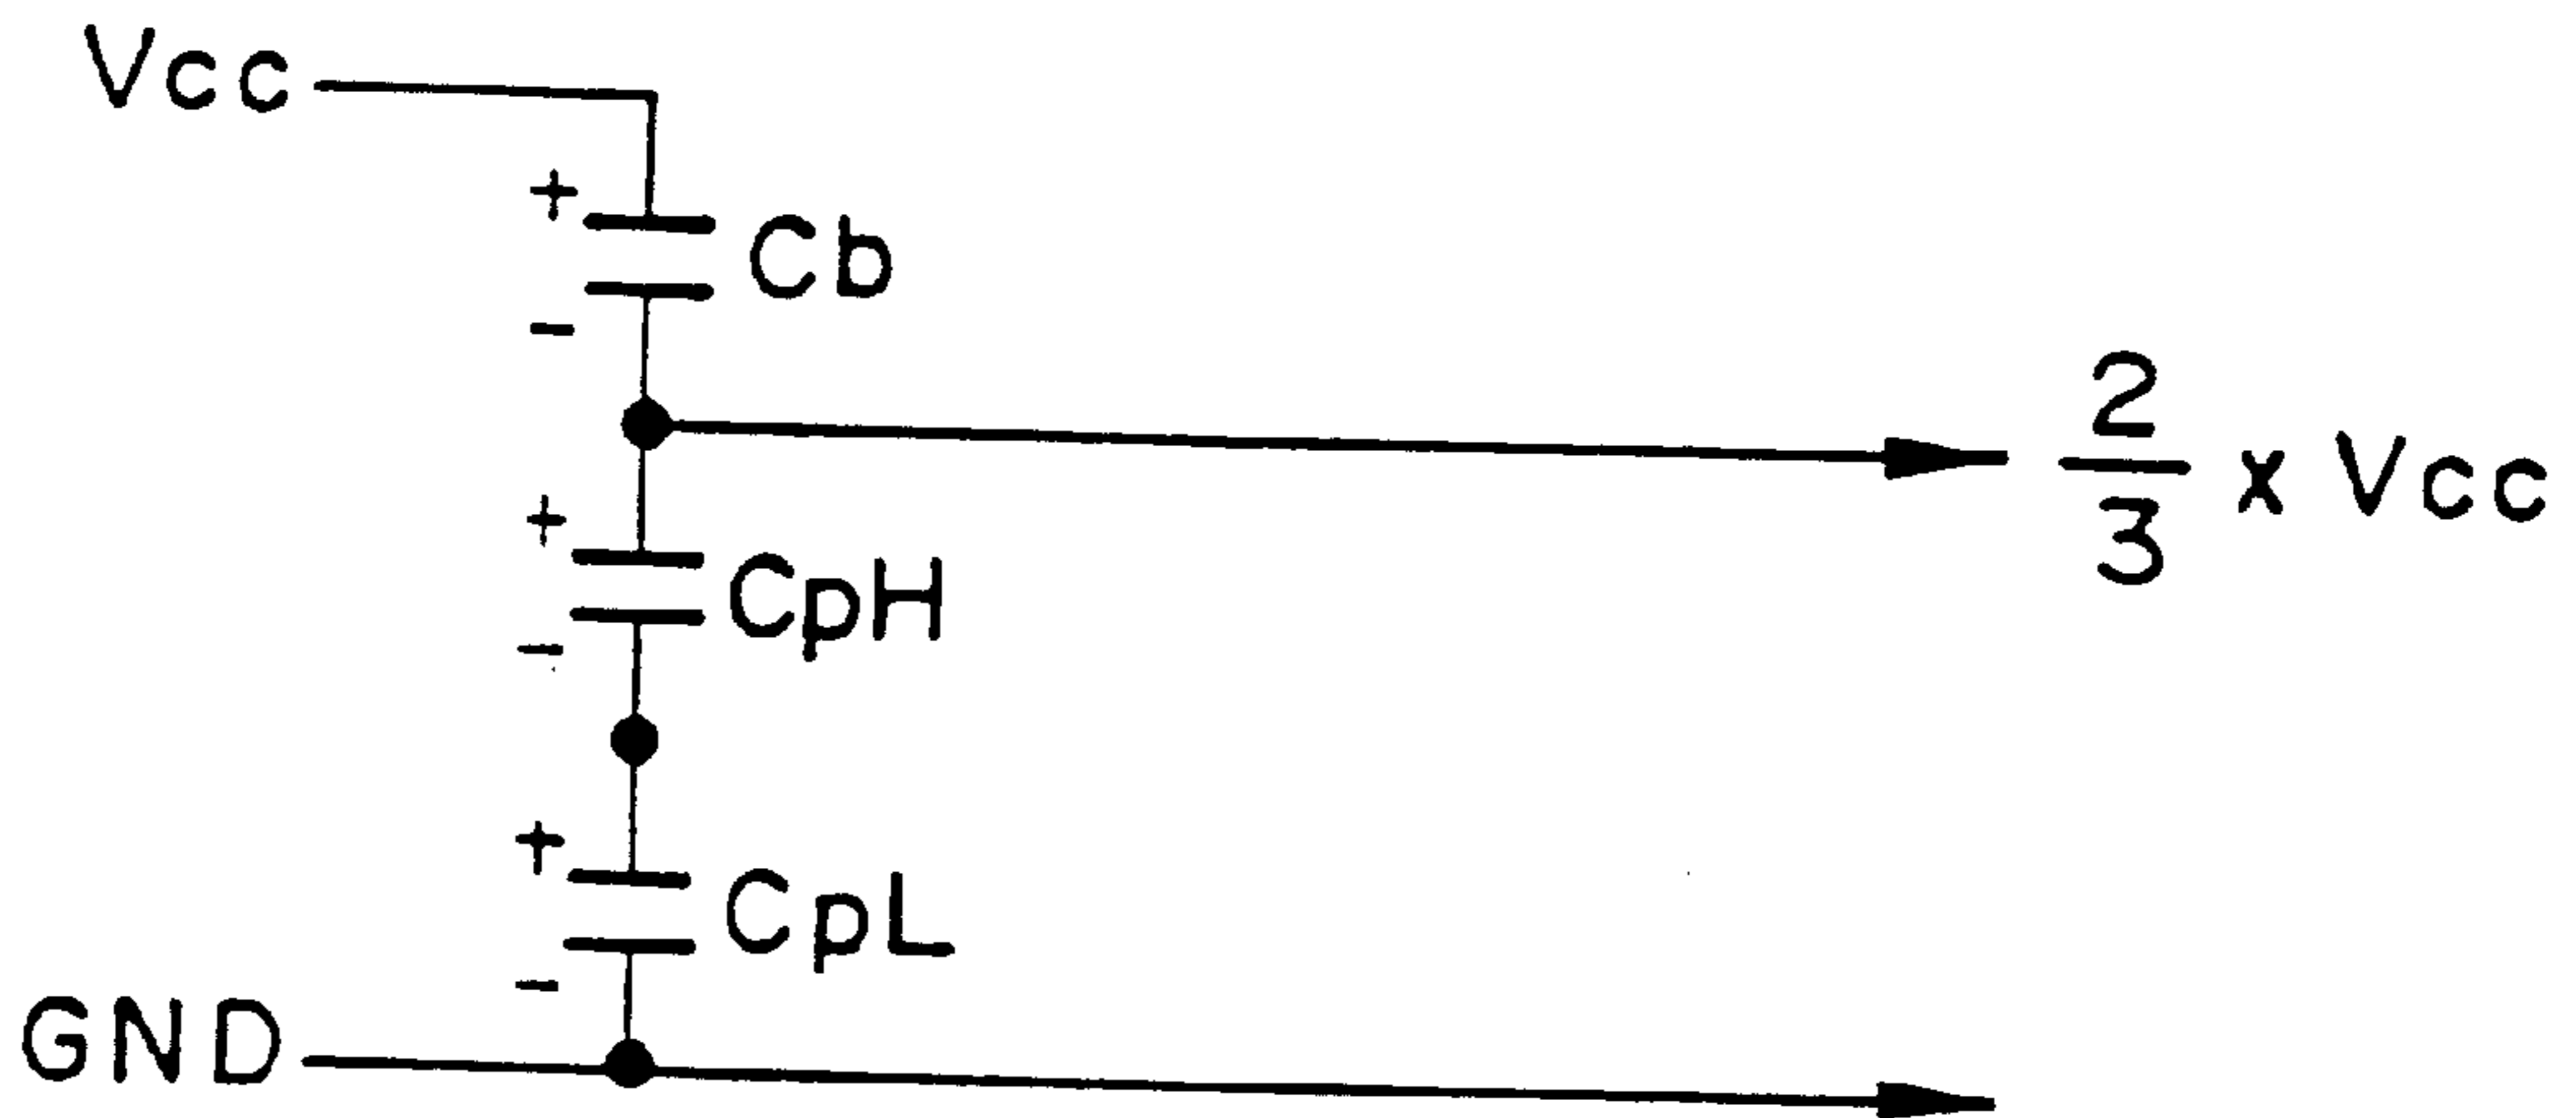 Vcc
+
Cb
-
2/3 x Vcc
+
CpH
-
+
CpL
-
GND